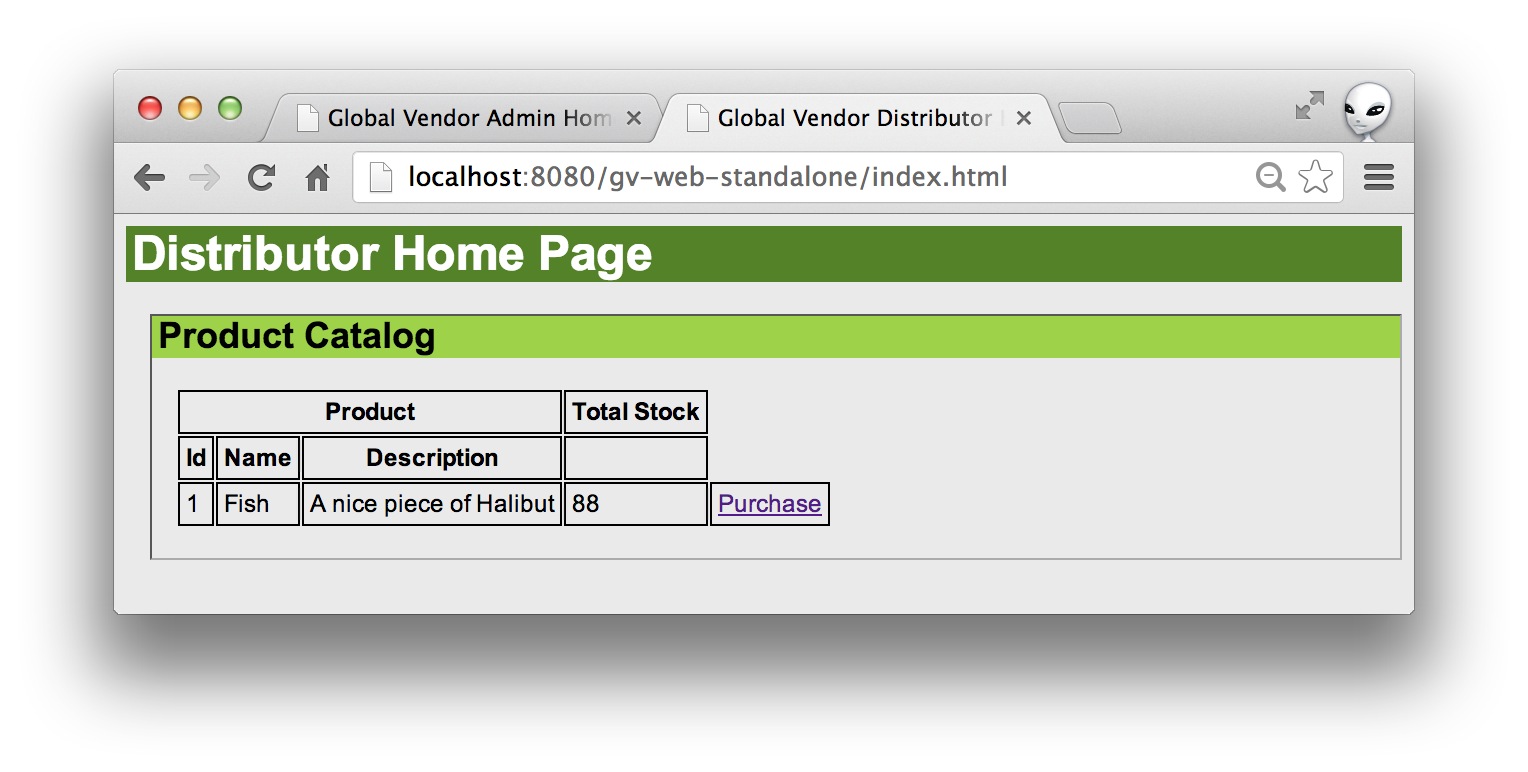 Global Vendor Admin Hom
Global Vendor Distributor
localhost:8080/gv-web-standalone/index.html
Distributor Home Page
Product Catalog
Product Total Stock
Id Name Description
1 Fish A nice piece of Halibut 88 Purchase